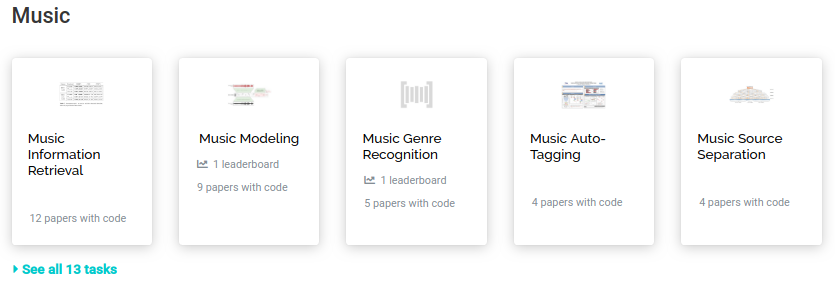 Music
Music
Information
Retrieval
12 papers with code
Music Modeling
1 leaderboard
9 papers with code
Music Genre
Recognition
1 leaderboard
5 papers with code
Music Auto-
Tagging
4 papers with code
Music Source
Separation
4 papers with code
See all 13 tasks